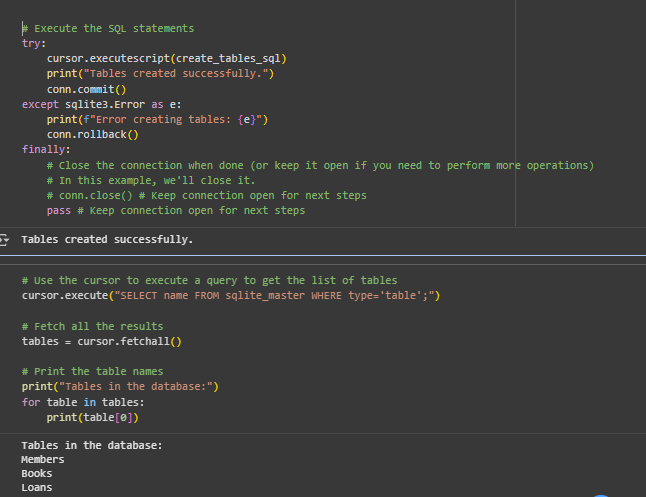 # Execute the SQL statements
try:
    cursor.executescript(create_tables_sql)
    print("Tables created successfully.")
    conn.commit()
except sqlite3.Error as e:
    print(f"Error creating tables: {e}")
    conn.rollback()
finally:
    # Close the connection when done (or keep it open if you need to perform more operations)
    # In this example, we'll close it.
    # conn.close() # Keep connection open for next steps
    pass # Keep connection open for next steps
Tables created successfully.
# Use the cursor to execute a query to get the list of tables
cursor.execute("SELECT name FROM sqlite_master WHERE type='table';")
# Fetch all the results
tables = cursor.fetchall()
# Print the table names
print("Tables in the database:")
for table in tables:
    print(table[0])
Tables in the database:
Members
Books
Loans